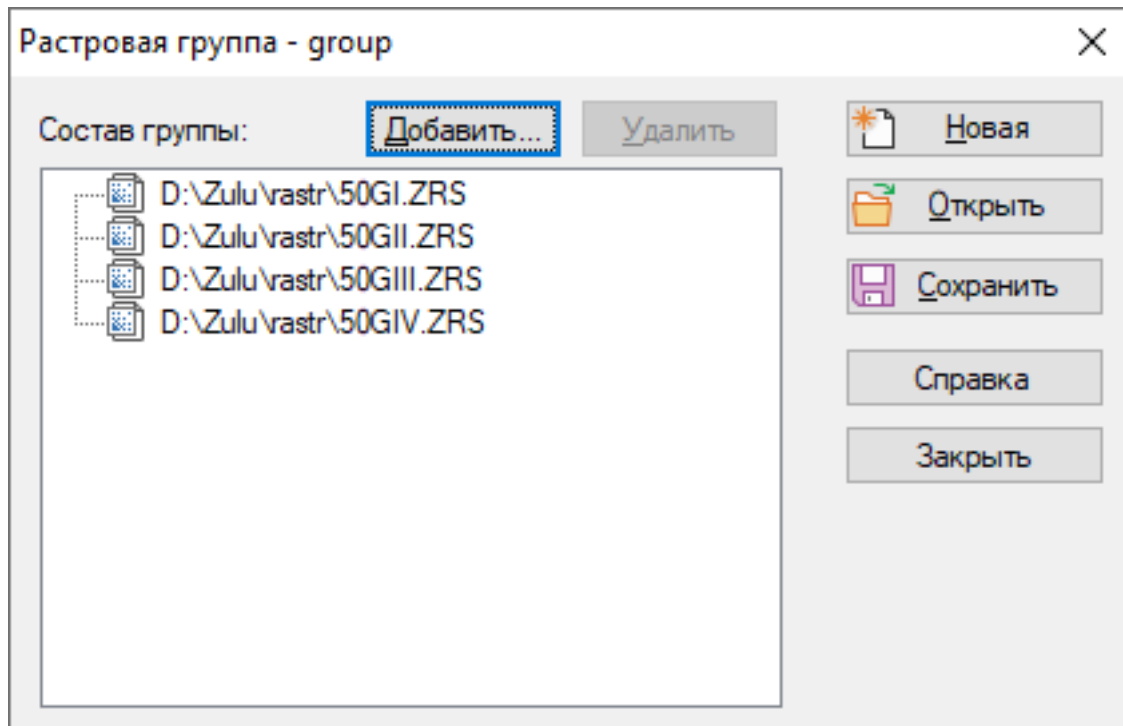 Растровая группа - group
Состав группы: Добавить... Удалить
Новая
D:\Zulu\rastr\50GI.ZRS
D:\Zulu\rastr\50GII.ZRS
D:\Zulu\rastr\50GIII.ZRS
D:\Zulu\rastr\50GIV.ZRS
Открыть
Сохранить
Справка
Закрыть